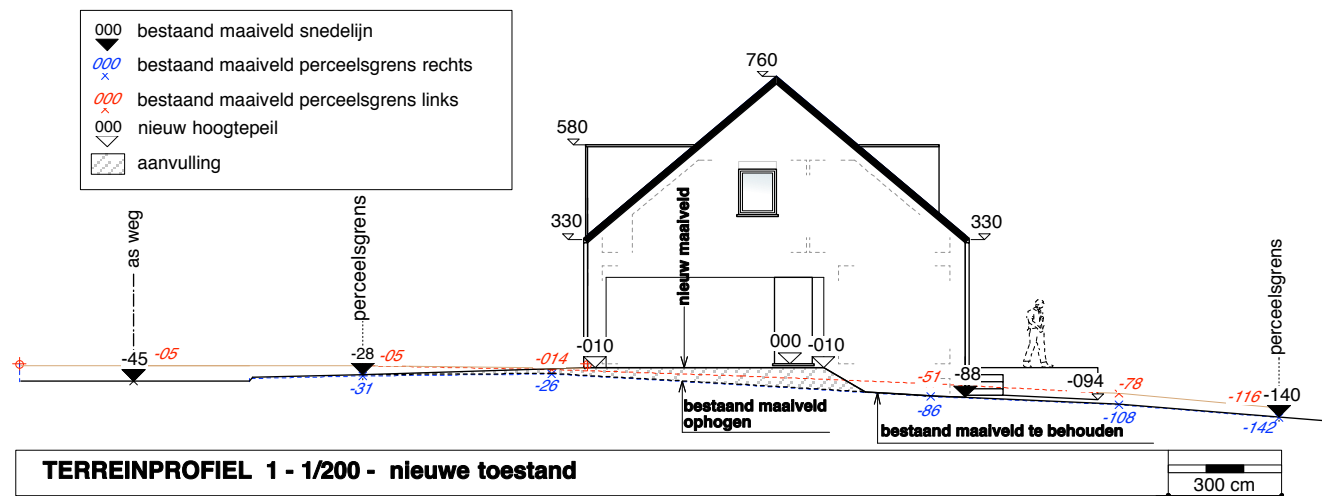 000 bestaand maaiveld snedelijn
000 bestaand maaiveld perceelsgrens rechts
000 bestaand maaiveld perceelsgrens links
000 nieuw hoogtepeil
aanvulling
760
580
330
330
as weg
perceelsgrens
nieuw maaiveld
perceelsgrens
-45 -05
-28 -05
-31
-014
-26
-010
000
-010
-51
-88
-86
-094
-78
-108
-116
-140
-142
bestaand maaiveld
ophogen
bestaand maaiveld te behouden
TERREINPROFIEL 1 - 1/200 - nieuwe toestand
300 cm